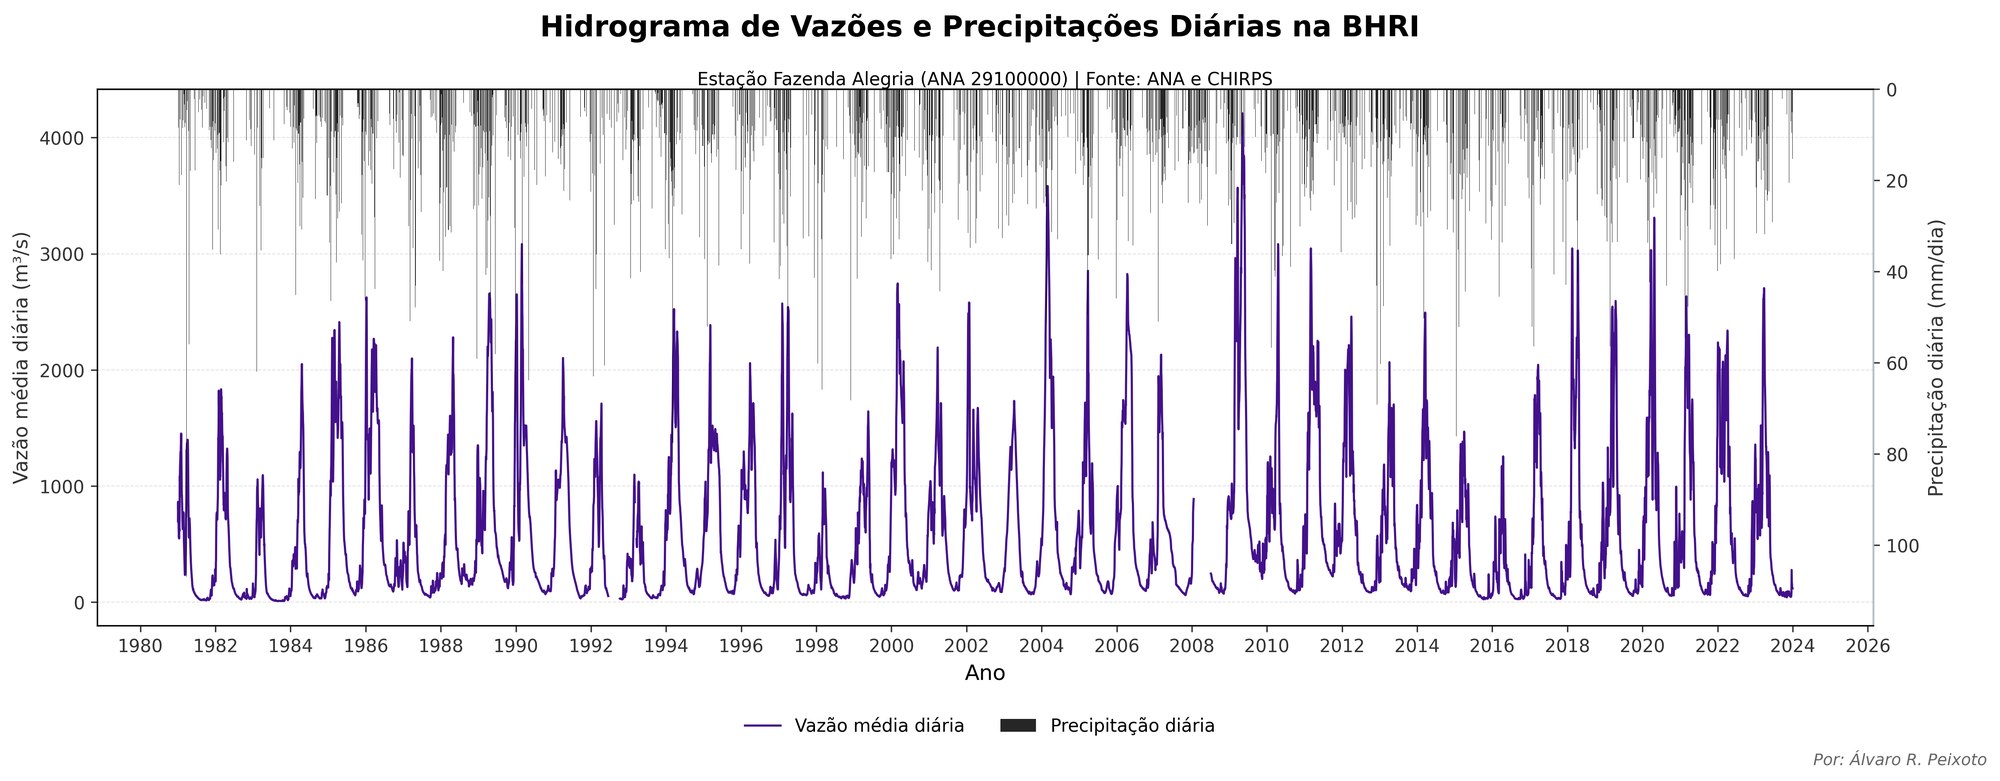 Hidrograma de Vazões e Precipitações Diárias na BHRI
Estação Fazenda Alegria (ANA 29100000) | Fonte: ANA e CHIRPS
Vazão média diária (m³/s)
4000
3000
2000
1000
0
0
20
40
60
80
100
Precipitação diária (mm/dia)
1980 1982 1984 1986 1988 1990 1992 1994 1996 1998 2000 2002 2004 2006 2008 2010 2012 2014 2016 2018 2020 2022 2024 2026
Ano
Vazão média diária Precipitação diária
Por: Álvaro R. Peixoto